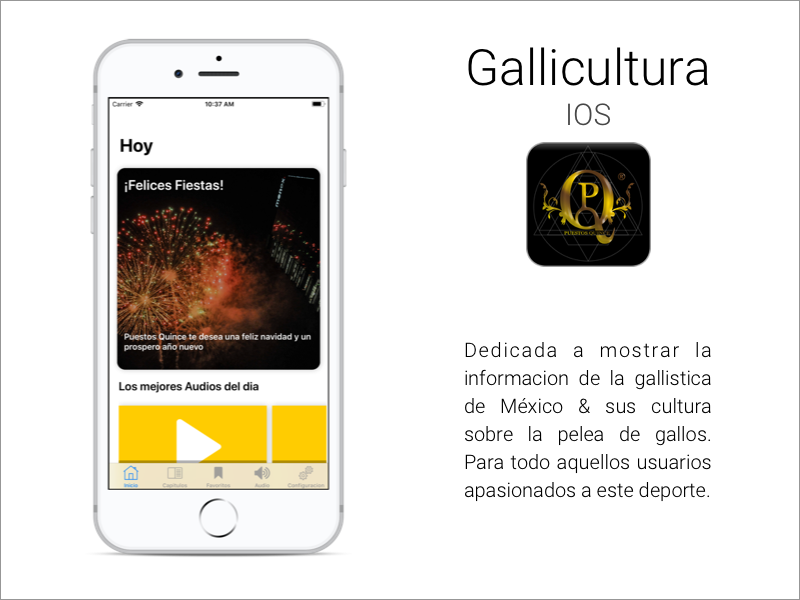 Gallicultura
IOS
PQ
®
PUESTOS QUINCE
Carrier
10:37 AM
Hoy
¡Felices Fiestas!
Puestos Quince te desea una feliz navidad y un
prospero año nuevo
Los mejores Audios del dia
Inicio
Capitulos
Favoritos
Audio
Configuracion
Dedicada a mostrar la
informacion de la gallistica
de México & sus cultura
sobre la pelea de gallos.
Para todo aquellos usuarios
apasionados a este deporte.